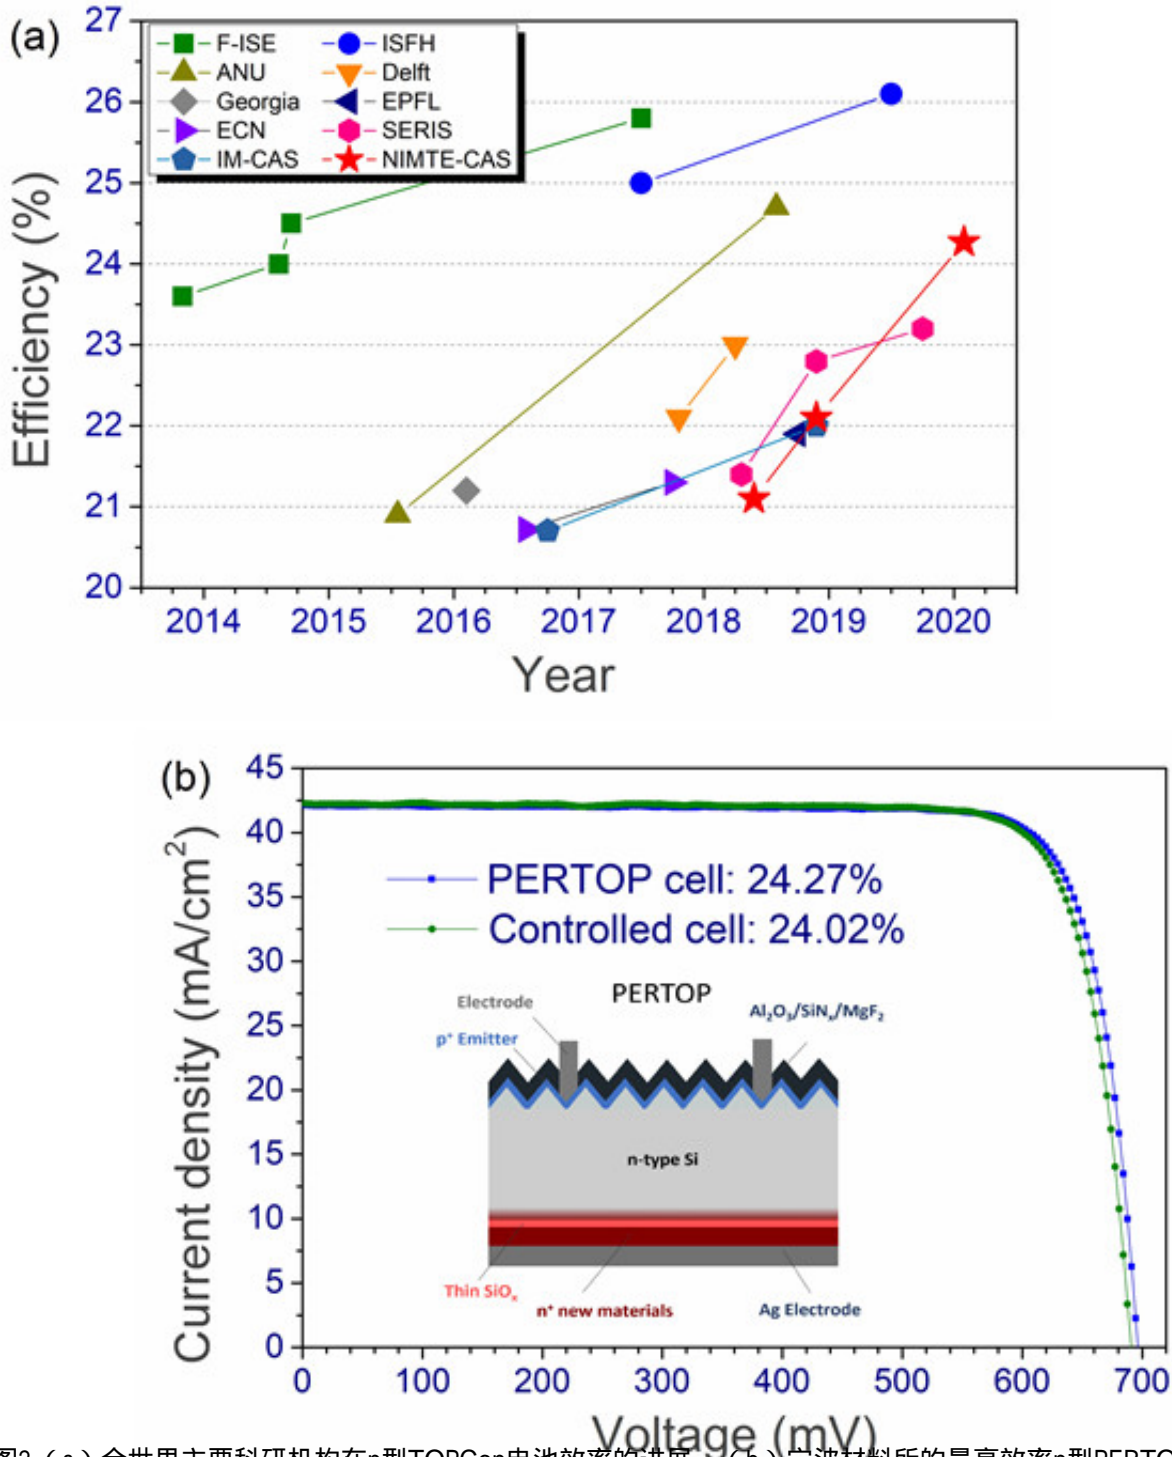 (a)
27
26
25
24
23
22
21
20
Efficiency (%)
F-ISE
ISFH
ANU
Delft
Georgia
EPFL
ECN
SERIS
IM-CAS
NIMTE-CAS
2014 2015 2016 2017 2018 2019 2020
Year
(b)
45
40
35
30
25
20
15
10
5
0
Current density (mA/cm²)
PERTOP cell: 24.27%
Controlled cell: 24.02%
PERTOP
Electrode
Al₂O₃/SiNₓ/MgF₂
p⁺ Emitter
n-type Si
Thin SiOₓ
n⁺ new materials
Ag Electrode
0 100 200 300 400 500 600 700
Voltage (mV)